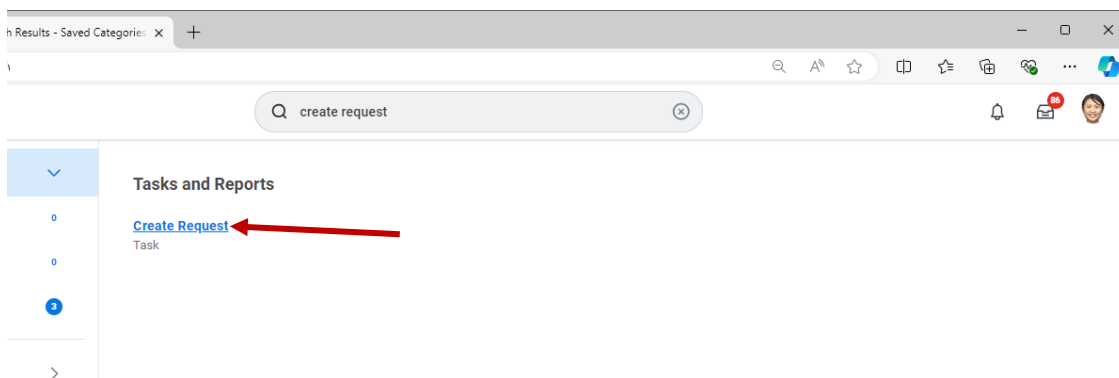 h Results - Saved Categories
create request
86
Tasks and Reports
0
Create Request
Task
0
3